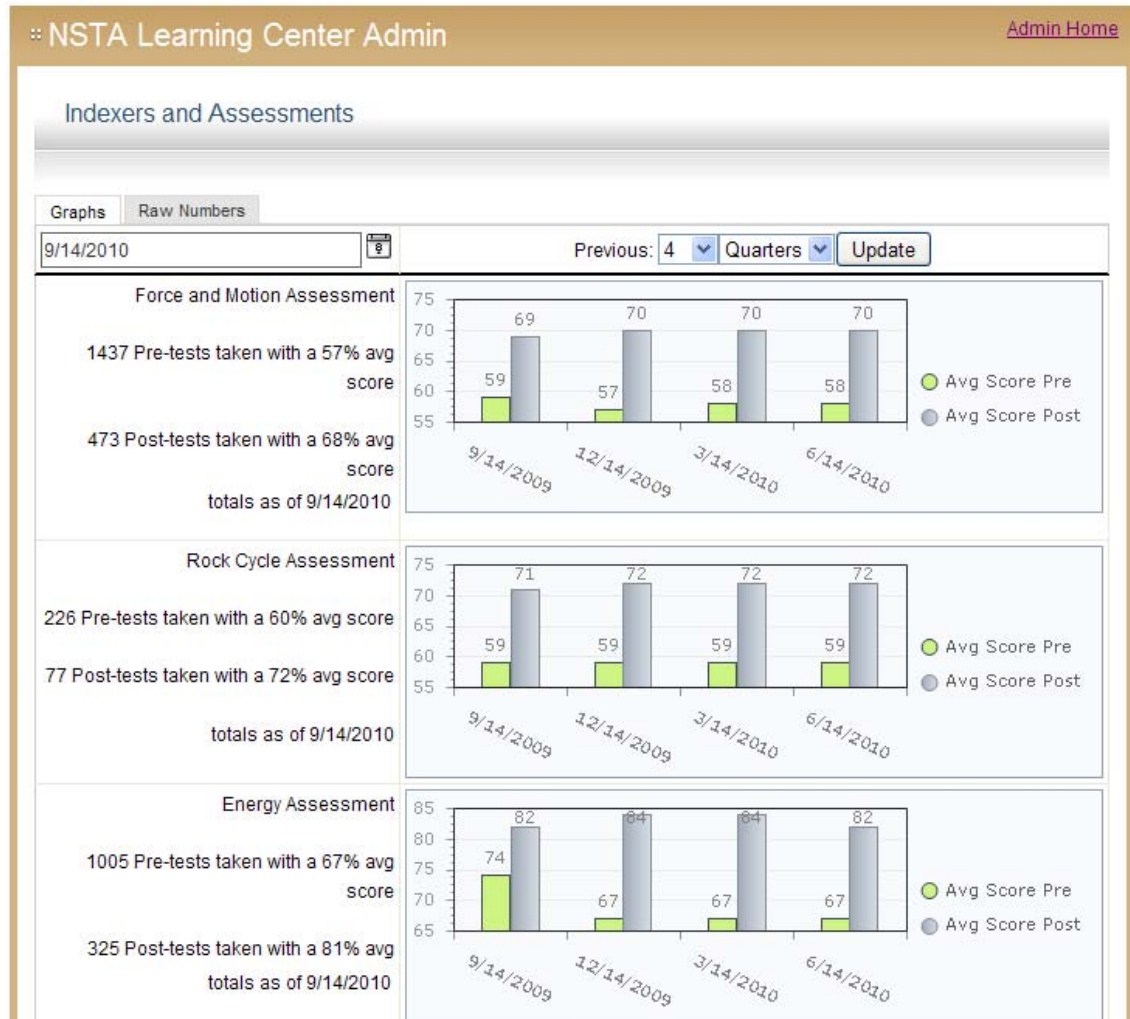 NSTA Learning Center Admin
Admin Home
Indexers and Assessments
Graphs
Raw Numbers
9/14/2010
Previous: 4 Quarters Update
Force and Motion Assessment
1437 Pre-tests taken with a 57% avg
score
473 Post-tests taken with a 68% avg
score
totals as of 9/14/2010
75
70
65
60
55
59
69
57
70
58
70
58
70
9/14/2009
12/14/2009
3/14/2010
6/14/2010
Avg Score Pre
Avg Score Post
Rock Cycle Assessment
226 Pre-tests taken with a 60% avg score
77 Post-tests taken with a 72% avg score
totals as of 9/14/2010
75
70
65
60
55
59
71
59
72
59
72
59
72
9/14/2009
12/14/2009
3/14/2010
6/14/2010
Avg Score Pre
Avg Score Post
Energy Assessment
1005 Pre-tests taken with a 67% avg
score
325 Post-tests taken with a 81% avg
totals as of 9/14/2010
85
80
75
70
65
74
82
67
84
67
84
67
82
9/14/2009
12/14/2009
3/14/2010
6/14/2010
Avg Score Pre
Avg Score Post